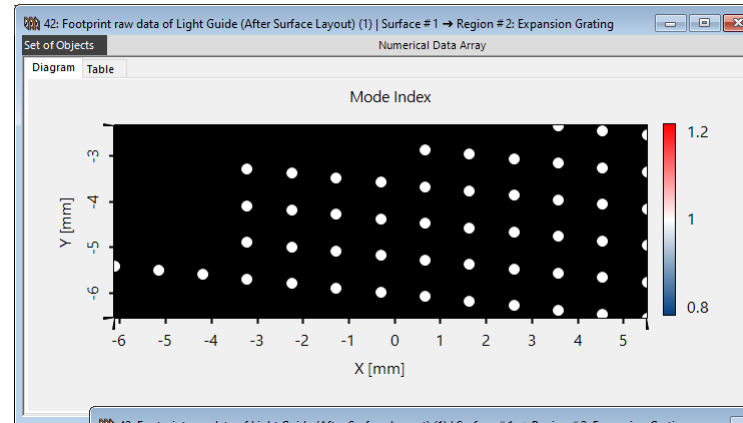 42: Footprint raw data of Light Guide (After Surface Layout) (1) | Surface #1 → Region #2: Expansion Grating
Set of Objects
Numerical Data Array
Diagram
Table
Mode Index
Y [mm]
-3
-4
-5
-6
-6 -5 -4 -3 -2 -1 0 1 2 3 4 5
X [mm]
1.2
1
0.8